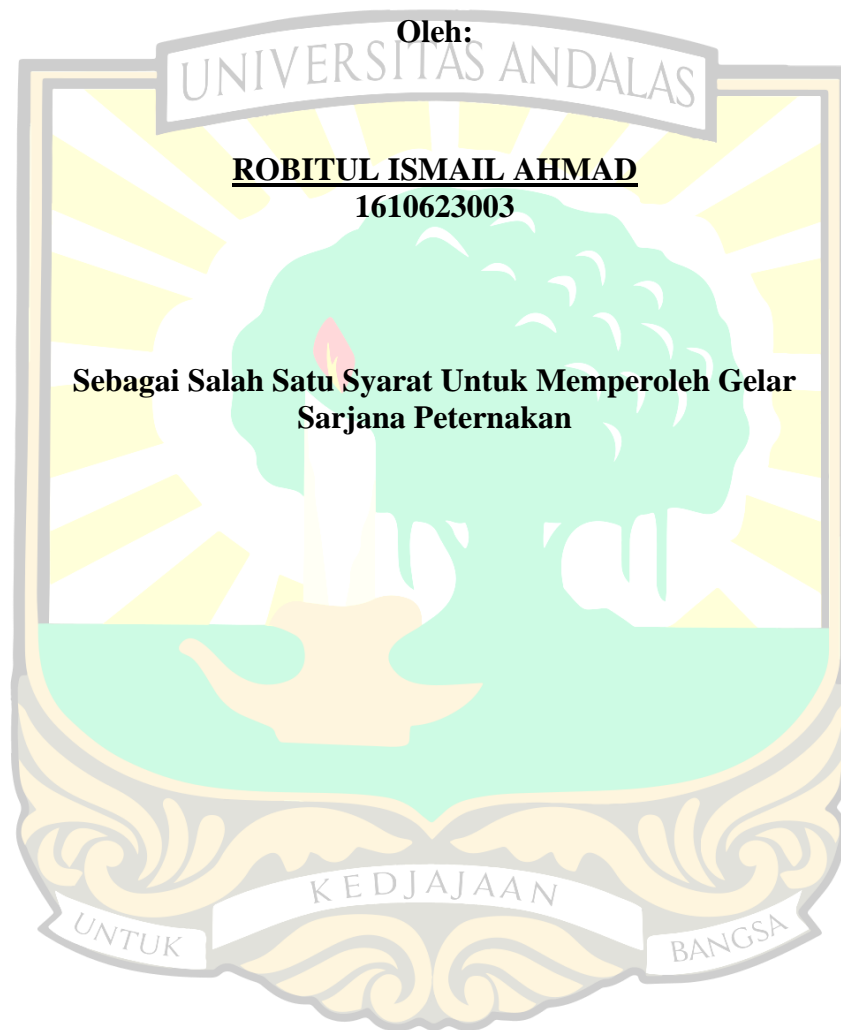 Oleh:
UNIVERSITAS ANDALAS
ROBITUL ISMAIL AHMAD
1610623003
Sebagai Salah Satu Syarat Untuk Memperoleh Gelar
Sarjana Peternakan
UNTUK KEDJAJAAN BANGSA